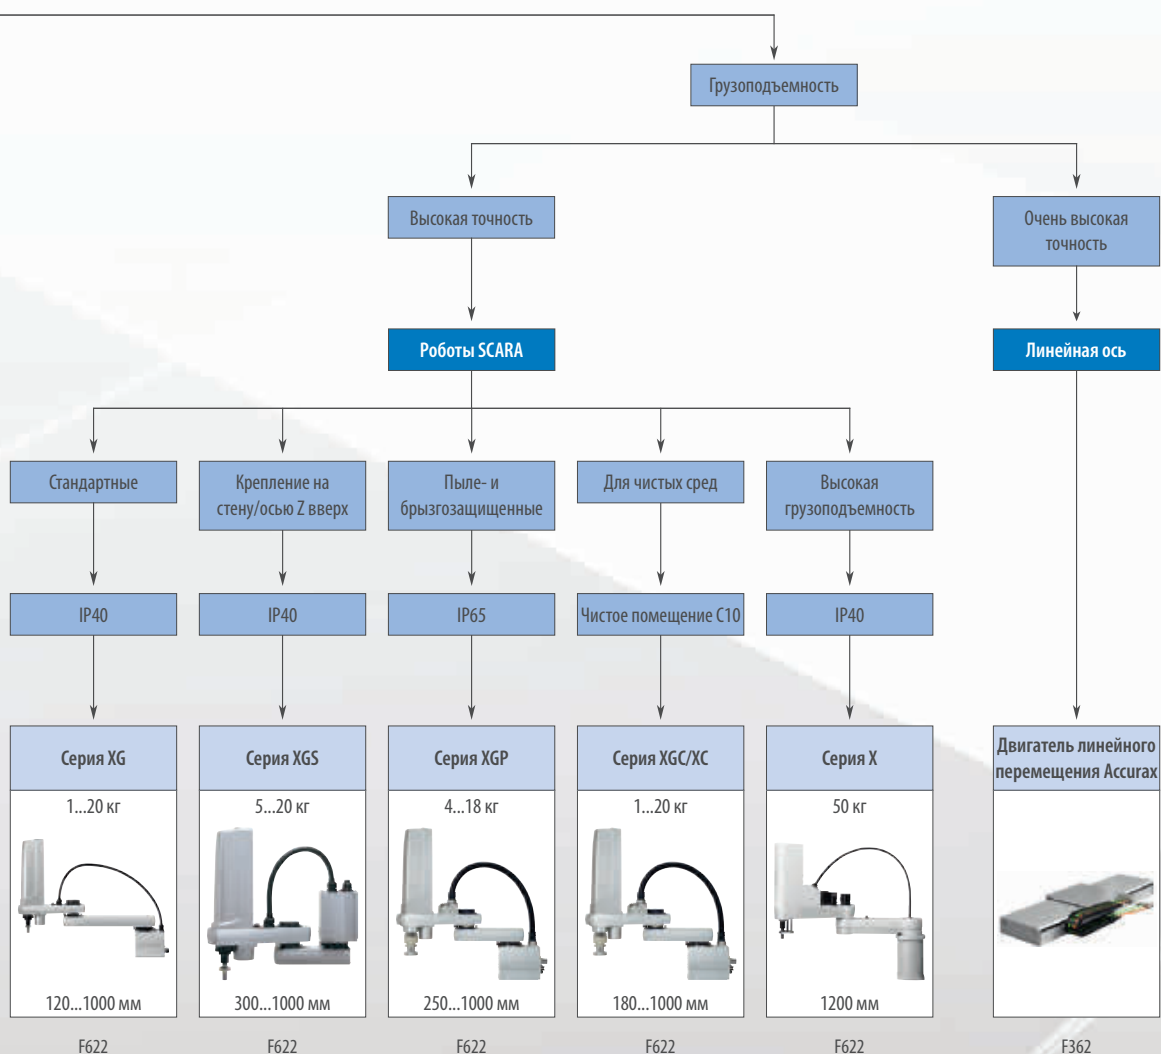 Грузоподъемность
Высокая точность
Очень высокая
точность
Роботы SCARA
Линейная ось
Стандартные
Крепление на
стену/осью Z вверх
Пыле- и
брызгозащищенные
Для чистых сред
Высокая
грузоподъемность
IP40
IP40
IP65
Чистое помещение C10
IP40
Серия XG
Серия XGS
Серия XGP
Серия XGC/XC
Серия X
Двигатель линейного
перемещения Accurax
1...20 кг
5...20 кг
4...18 кг
1...20 кг
50 кг
120...1000 мм
300...1000 мм
250...1000 мм
180...1000 мм
1200 мм
F622
F622
F622
F622
F622
F362